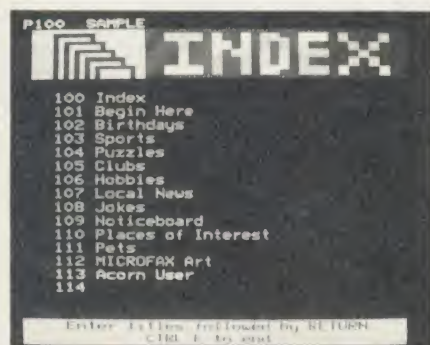 P100 SAMPLE
INDEX
100 Index
101 Begin Here
102 Birthdays
103 Sports
104 Puzzles
105 Clubs
106 Hobbies
107 Local News
108 Jokes
109 Noticeboard
110 Places of Interest
111 Pets
112 MICROFAX Art
113 Acorn User
114
Enter titles followed by RETURN
CTRL to end